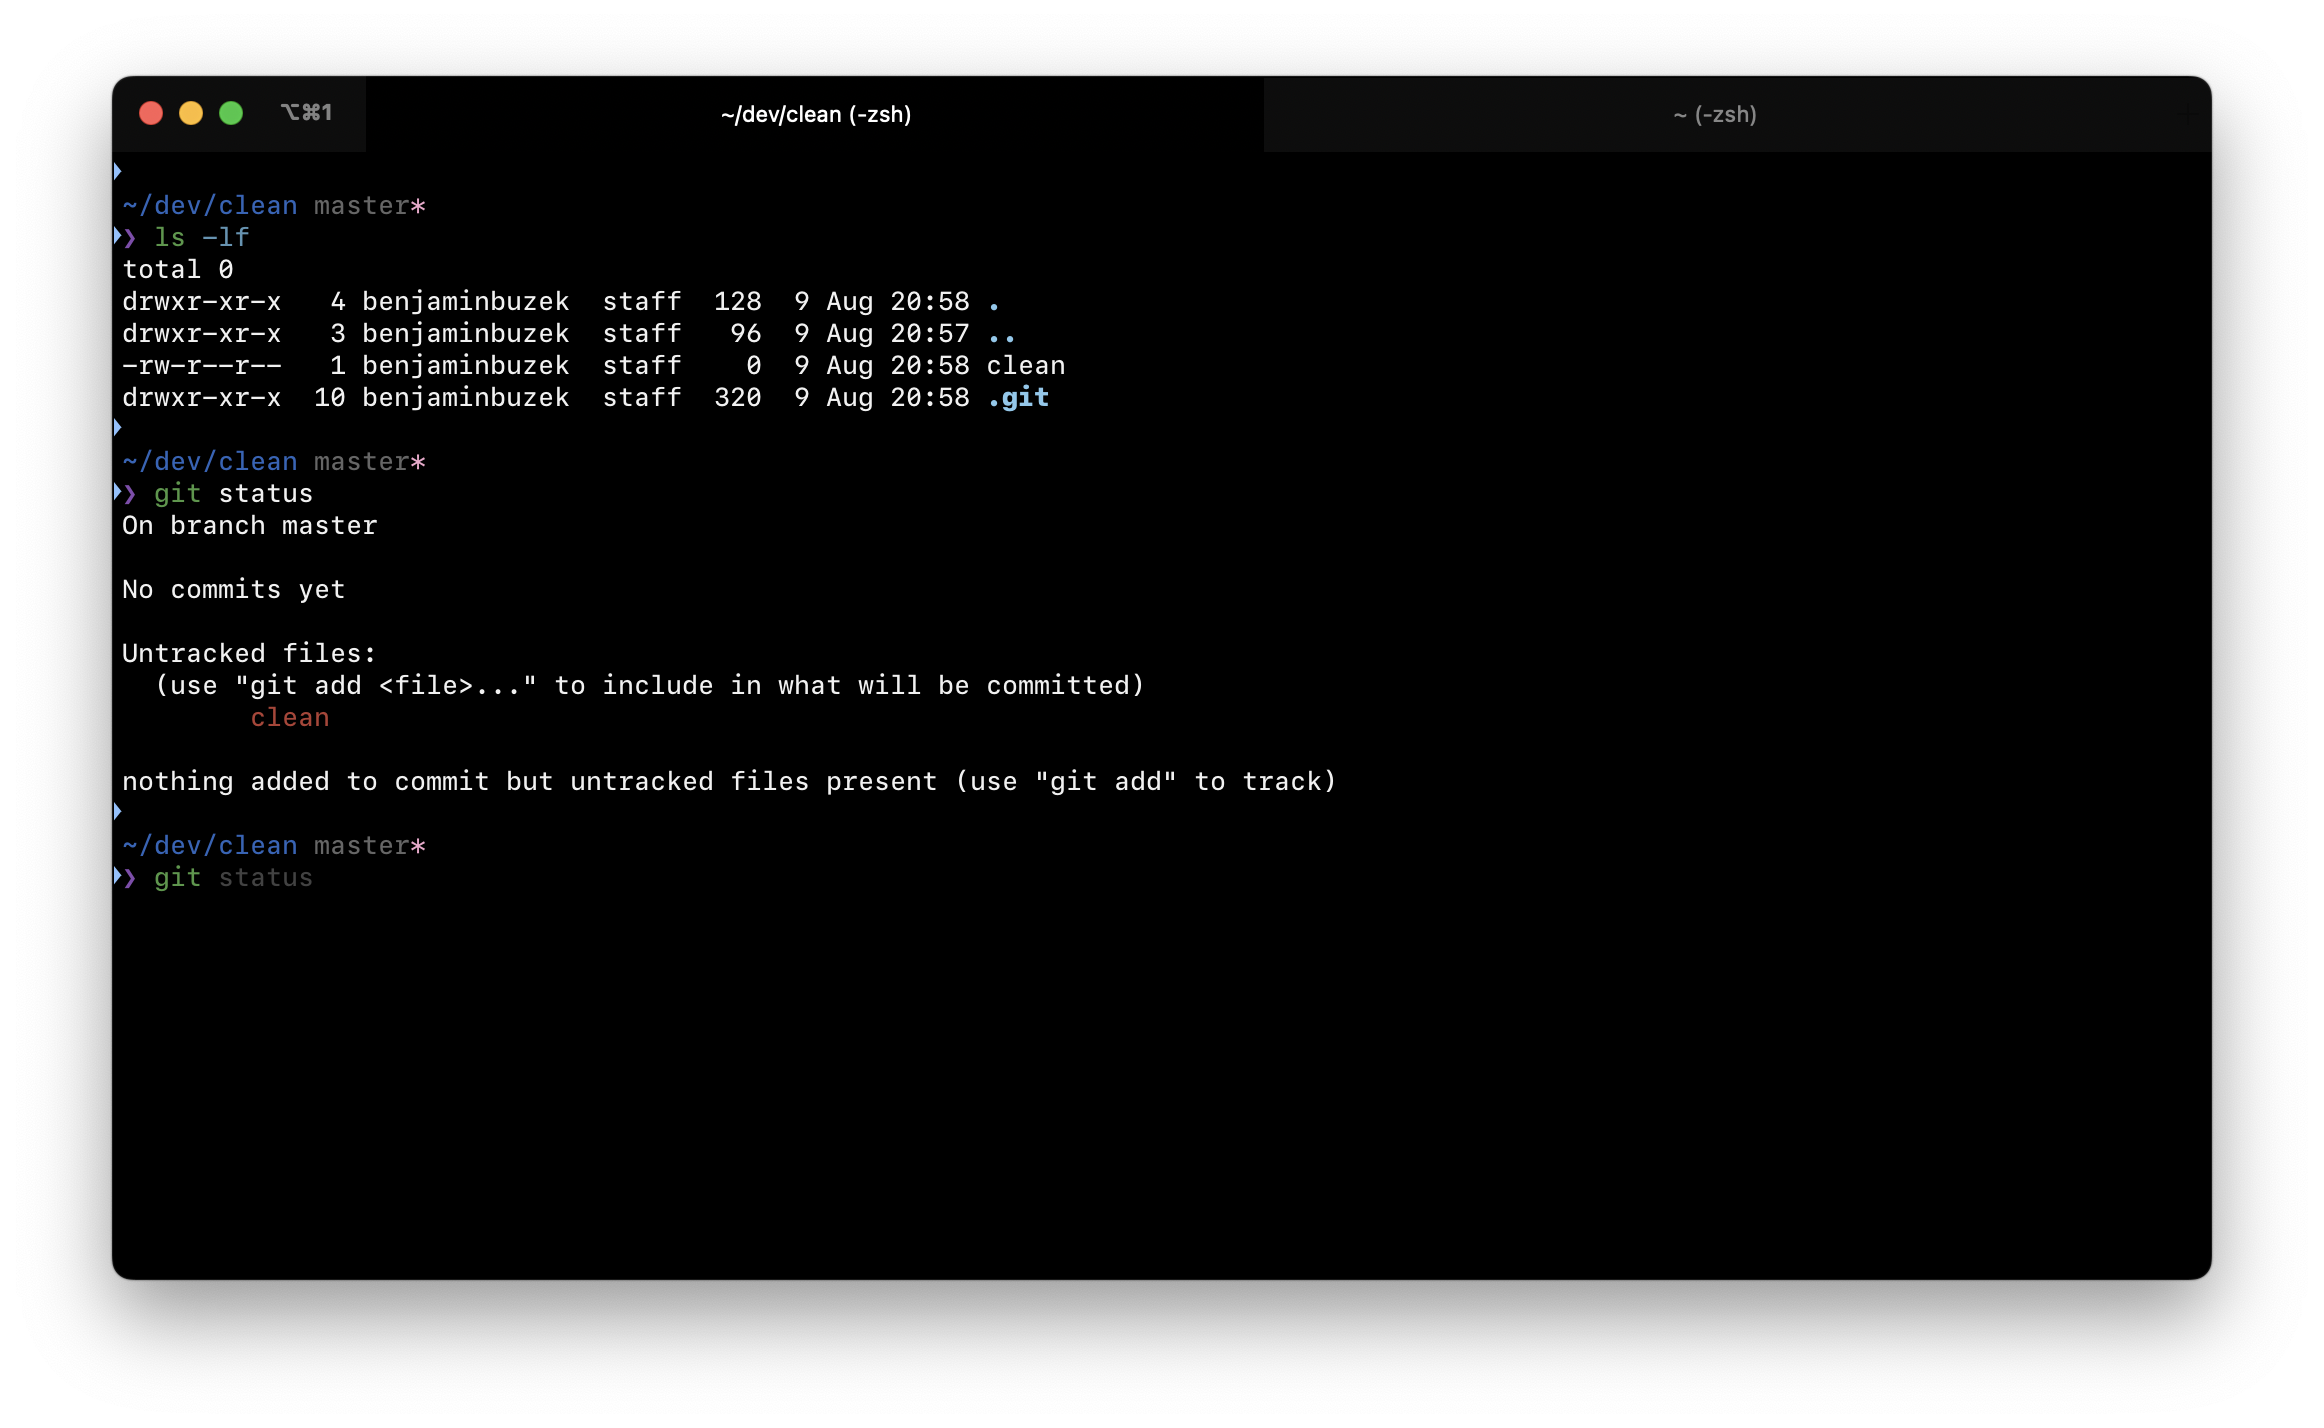 ⌥⌘1 ~/dev/clean (-zsh) ~ (-zsh)
~/dev/clean master*
❯ ls -lf
total 0
drwxr-xr-x   4 benjaminbuzek  staff  128  9 Aug 20:58 .
drwxr-xr-x   3 benjaminbuzek  staff   96  9 Aug 20:57 ..
-rw-r--r--   1 benjaminbuzek  staff    0  9 Aug 20:58 clean
drwxr-xr-x  10 benjaminbuzek  staff  320  9 Aug 20:58 .git
~/dev/clean master*
❯ git status
On branch master
No commits yet
Untracked files:
  (use "git add <file>..." to include in what will be committed)
        clean
nothing added to commit but untracked files present (use "git add" to track)
~/dev/clean master*
❯ git status